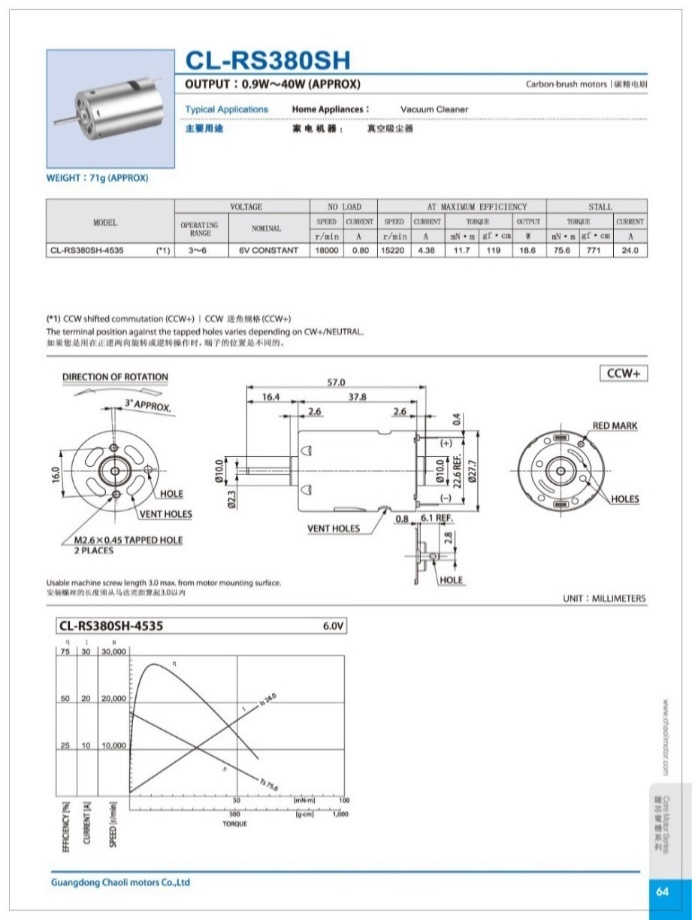 CL-RS380SH
OUTPUT：0.9W～40W (APPROX)
Carbon-brush motors | 碳精电刷
Typical Applications Home Appliances： Vacuum Cleaner
主要用途 家电机器： 真空吸尘器
WEIGHT：71g (APPROX)
MODEL VOLTAGE NO LOAD AT MAXIMUM EFFICIENCY STALL
OPERATING RANGE NOMINAL SPEED CURRENT SPEED CURRENT TORQUE OUTPUT TORQUE CURRENT
r/min A r/min A mN·m gf·cm W mN·m gf·cm A
CL-RS380SH-4535 (*1) 3～6 6V CONSTANT 18000 0.80 15220 4.38 11.7 119 18.6 75.6 771 24.0
(*1) CCW shifted commutation (CCW+) | CCW 进角规格 (CCW+)
The terminal position against the tapped holes varies depending on CW+/NEUTRAL.
如果您是用在正逆两向旋转或逆转操作时，端子的位置是不同的。
CCW+
DIRECTION OF ROTATION
3° APPROX.
16.0
HOLE
VENT HOLES
M2.6×0.45 TAPPED HOLE
2 PLACES
57.0
16.4 37.8
2.6 2.6
0.4
Ø10.0
Ø2.3
(+)
(−)
Ø10.0
22.6 REF.
Ø27.7
VENT HOLES
0.8 6.1 REF.
2.8
HOLE
RED MARK
HOLES
Usable machine screw length 3.0 max. from motor mounting surface.
安装螺丝的长度须从马达壳面算起3.0以内
UNIT：MILLIMETERS
CL-RS380SH-4535 6.0V
η I N
75 30 30,000
50 20 20,000
25 10 10,000
η
I
Is 24.0
Ts 75.6
50 [mN·m] 100
500 [g·cm] 1,000
TORQUE
EFFICIENCY [%]
CURRENT [A]
SPEED [r/min]
www.chaolimotor.com
Guangdong Chaoli motors Co.,Ltd
64